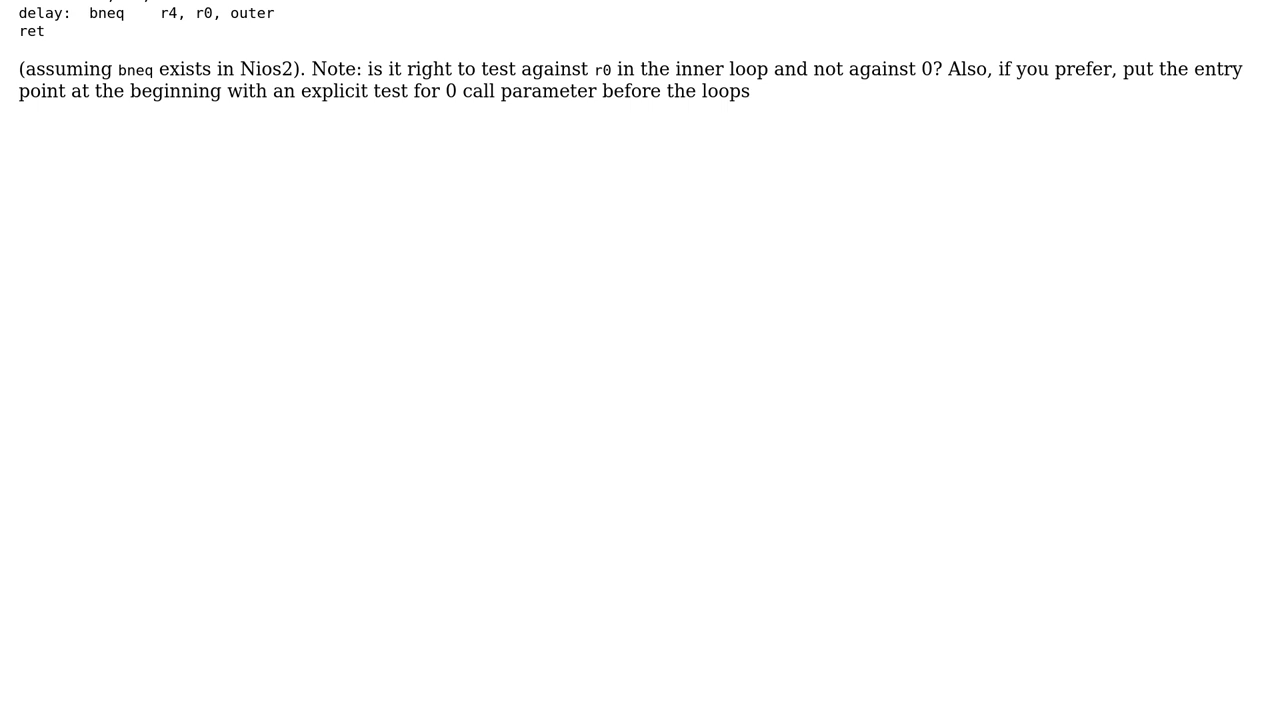 delay:  bneq    r4, r0, outer
ret
(assuming bneq exists in Nios2). Note: is it right to test against r0 in the inner loop and not against 0? Also, if you prefer, put the entry
point at the beginning with an explicit test for 0 call parameter before the loops